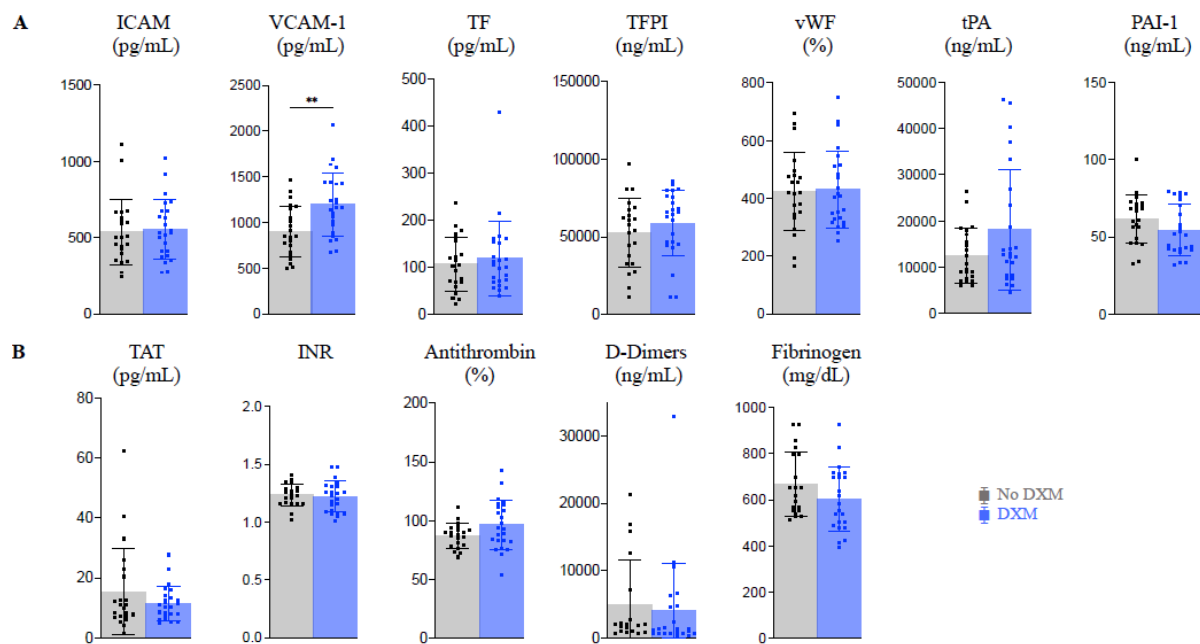 A
ICAM
(pg/mL)
VCAM-1
(pg/mL)
TF
(pg/mL)
TFPI
(ng/mL)
vWF
(%)
tPA
(ng/mL)
PAI-1
(ng/mL)
1500
1000
500
0
2500
2000
1500
1000
500
0
**
500
400
300
200
100
0
150000
100000
50000
0
800
600
400
200
0
50000
40000
30000
20000
10000
0
150
100
50
0
B
TAT
(pg/mL)
INR
Antithrombin
(%)
D-Dimers
(ng/mL)
Fibrinogen
(mg/dL)
80
60
40
20
0
2.0
1.6
1.2
0.8
0.4
0.0
200
150
100
50
0
30000
20000
10000
0
1000
800
600
400
200
0
No DXM
DXM